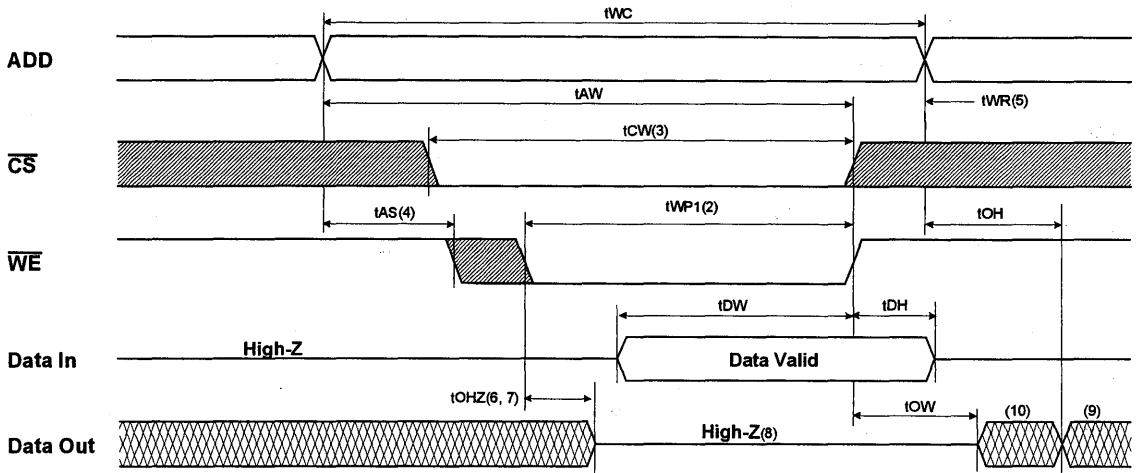 tWC
ADD
tAW
tWR(5)
tCW(3)
CS
tAS(4)
tWP1(2)
tOH
WE
tDW
tDH
High-Z
Data In
Data Valid
tOHZ(6, 7)
tOW
(10)
(9)
Data Out
High-Z(8)